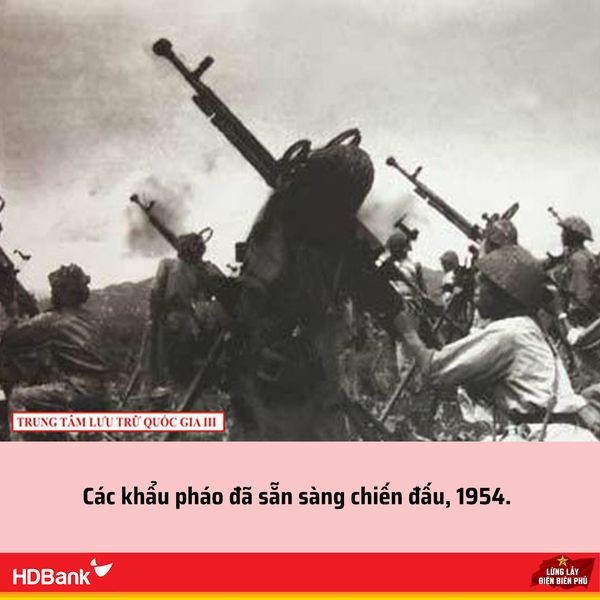 TRUNG TÂM LƯU TRỮ QUỐC GIA III
Các khẩu pháo đã sẵn sàng chiến đấu, 1954.
HDBank
LỪNG LẪY
ĐIỆN BIÊN PHỦ